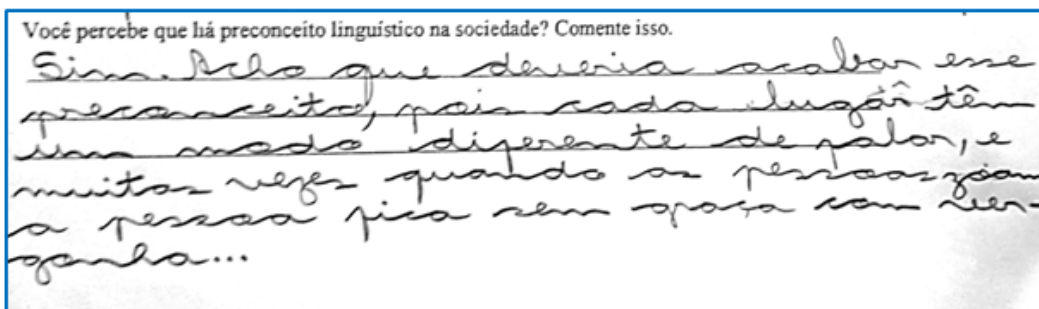 Você percebe que há preconceito linguístico na sociedade? Comente isso.
Sim. Acho que deveria acabar esse
preconceito, pois cada lugar têm
um modo diferente de falar, e
muitas vezes quando as pessoas zoam
a pessoa fica sem graça com ver-
gonha...